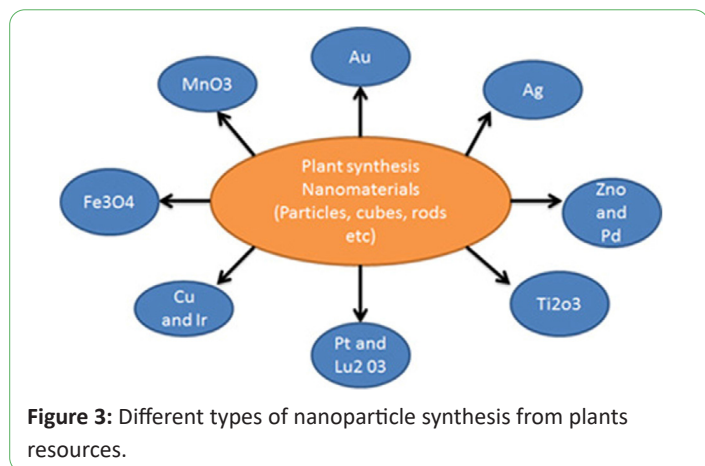 Au
MnO3
Ag
Plant synthesis
Nanomaterials
(Particles, cubes, rods
etc)
Fe3O4
Zno
and
Pd
Cu
and Ir
Ti2o3
Pt and
Lu2 03
Figure 3: Different types of nanoparticle synthesis from plants
resources.